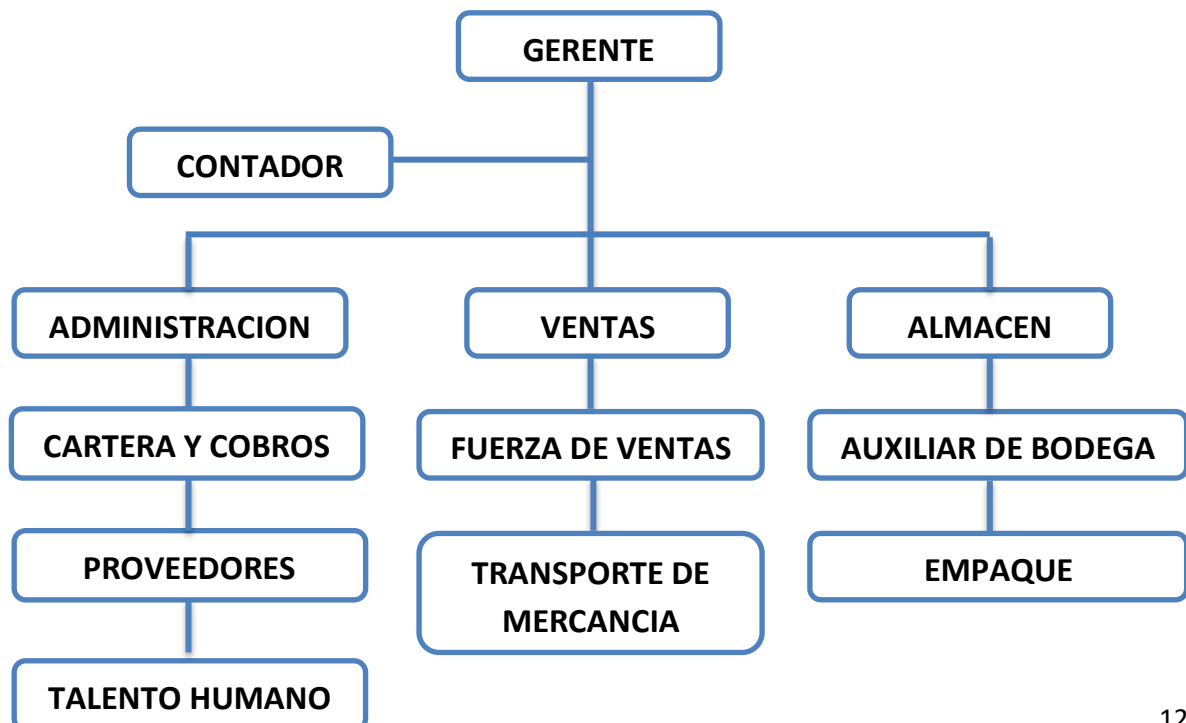 GERENTE
CONTADOR
ADMINISTRACION
VENTAS
ALMACEN
CARTERA Y COBROS
FUERZA DE VENTAS
AUXILIAR DE BODEGA
PROVEEDORES
TRANSPORTE DE
MERCANCIA
EMPAQUE
TALENTO HUMANO
12